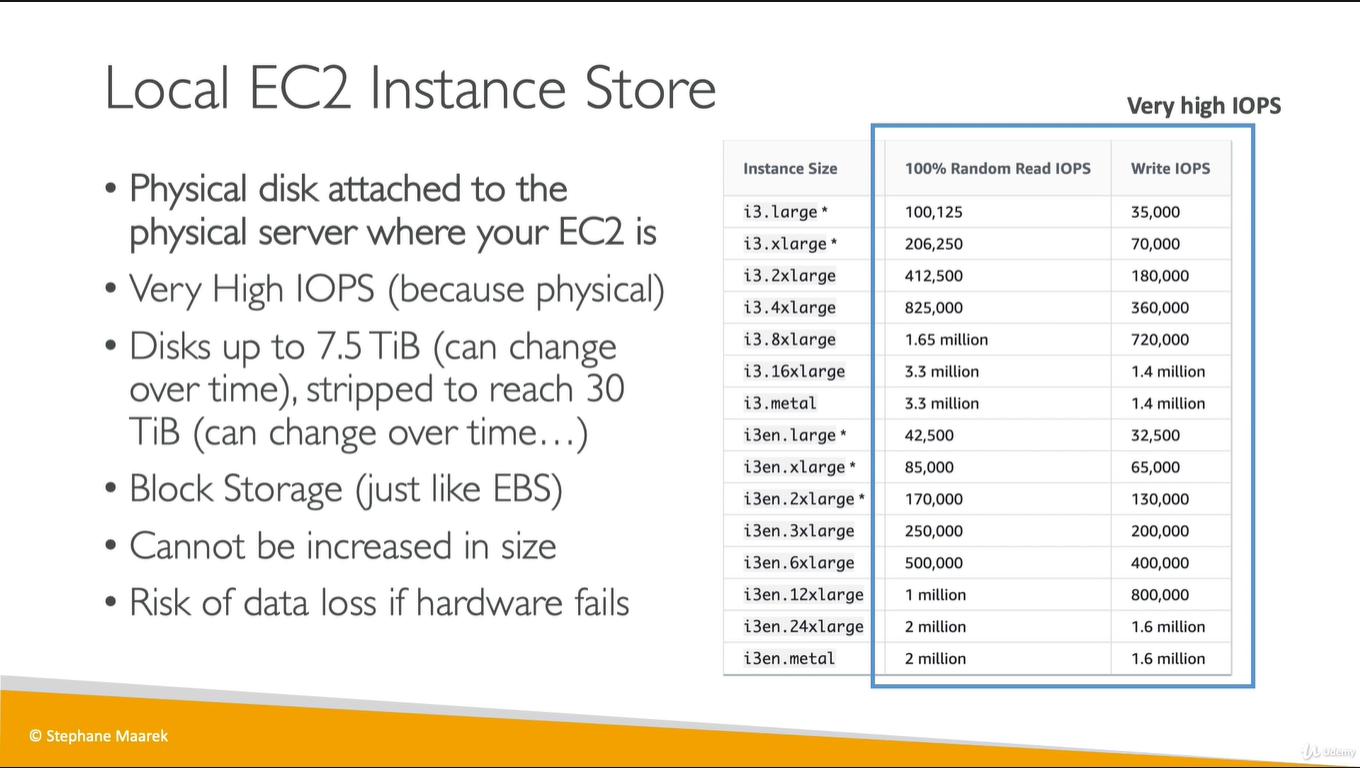 Local EC2 Instance Store
• Physical disk attached to the
physical server where your EC2 is
• Very High IOPS (because physical)
• Disks up to 7.5 TiB (can change
over time), stripped to reach 30
TiB (can change over time…)
• Block Storage (just like EBS)
• Cannot be increased in size
• Risk of data loss if hardware fails
Very high IOPS
Instance Size 100% Random Read IOPS Write IOPS
i3.large * 100,125 35,000
i3.xlarge * 206,250 70,000
i3.2xlarge 412,500 180,000
i3.4xlarge 825,000 360,000
i3.8xlarge 1.65 million 720,000
i3.16xlarge 3.3 million 1.4 million
i3.metal 3.3 million 1.4 million
i3en.large * 42,500 32,500
i3en.xlarge * 85,000 65,000
i3en.2xlarge * 170,000 130,000
i3en.3xlarge 250,000 200,000
i3en.6xlarge 500,000 400,000
i3en.12xlarge 1 million 800,000
i3en.24xlarge 2 million 1.6 million
i3en.metal 2 million 1.6 million
© Stephane Maarek
Udemy